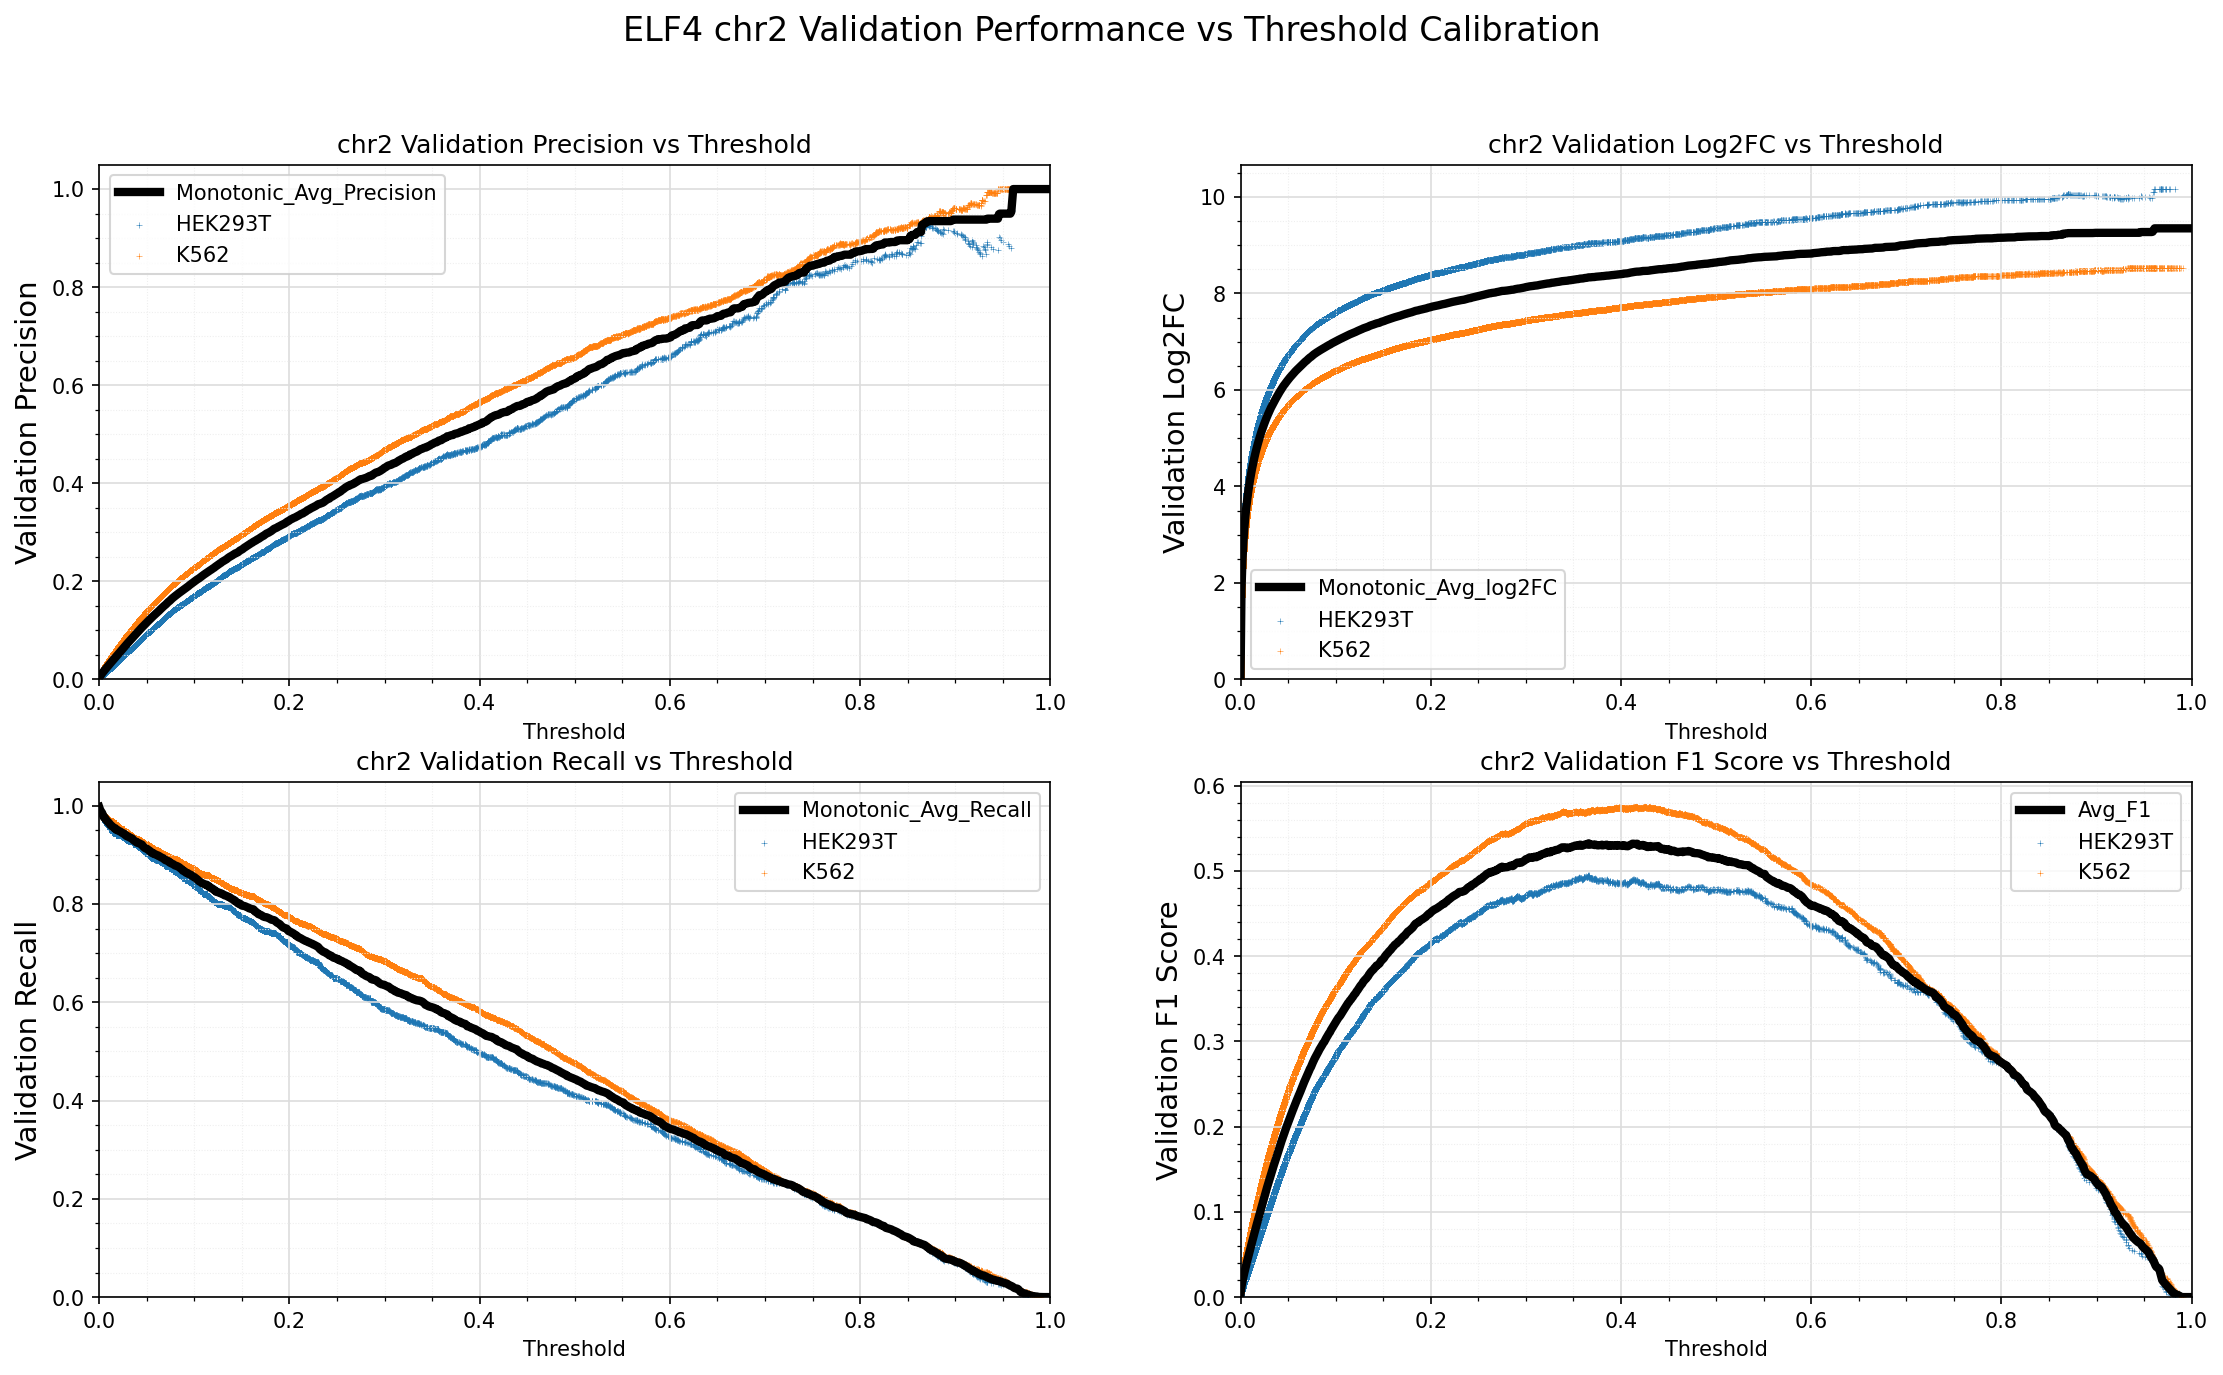 ELF4 chr2 Validation Performance vs Threshold Calibration
chr2 Validation Precision vs Threshold
Validation Precision
1.0
0.8
0.6
0.4
0.2
0.0
Monotonic_Avg_Precision
HEK293T
K562
0.0 0.2 0.4 0.6 0.8 1.0
Threshold
chr2 Validation Log2FC vs Threshold
Validation Log2FC
10
8
6
4
2
0
Monotonic_Avg_log2FC
HEK293T
K562
0.0 0.2 0.4 0.6 0.8 1.0
Threshold
chr2 Validation Recall vs Threshold
Validation Recall
1.0
0.8
0.6
0.4
0.2
0.0
Monotonic_Avg_Recall
HEK293T
K562
0.0 0.2 0.4 0.6 0.8 1.0
Threshold
chr2 Validation F1 Score vs Threshold
Validation F1 Score
0.6
0.5
0.4
0.3
0.2
0.1
0.0
Avg_F1
HEK293T
K562
0.0 0.2 0.4 0.6 0.8 1.0
Threshold